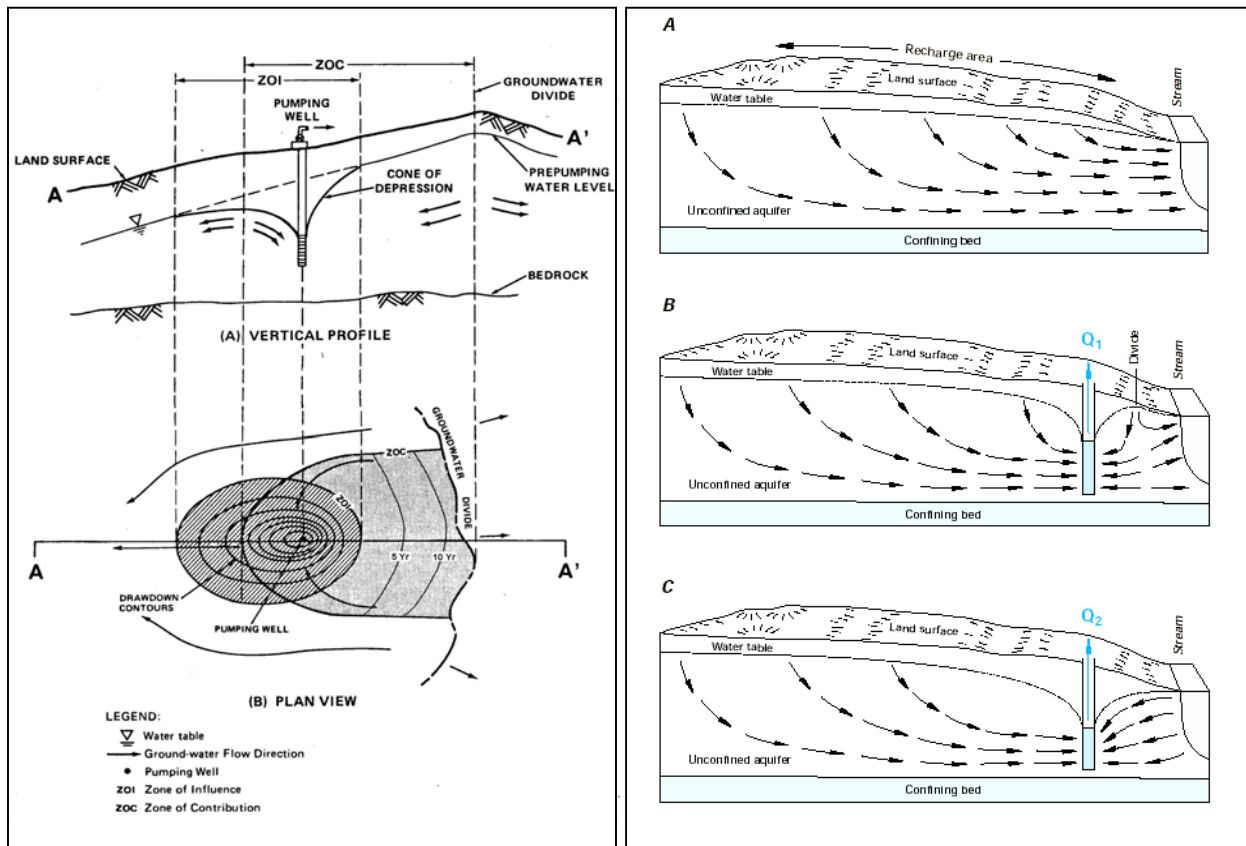 ZOC
ZOI
GROUNDWATER
DIVIDE
PUMPING
WELL
A'
LAND SURFACE
A
CONE OF
DEPRESSION
PREPUMPING
WATER LEVEL
BEDROCK
(A) VERTICAL PROFILE
GROUNDWATER
DIVIDE
ZOC
ZOI
5 Yr
10 Yr
A
A'
DRAWDOWN
CONTOURS
PUMPING WELL
(B) PLAN VIEW
LEGEND:
Water table
Ground-water Flow Direction
Pumping Well
ZOI Zone of Influence
ZOC Zone of Contribution
A
Recharge area
Land surface
Water table
Stream
Unconfined aquifer
Confining bed
B
Q1
Divide
Stream
Land surface
Water table
Unconfined aquifer
Confining bed
C
Q2
Stream
Land surface
Water table
Unconfined aquifer
Confining bed